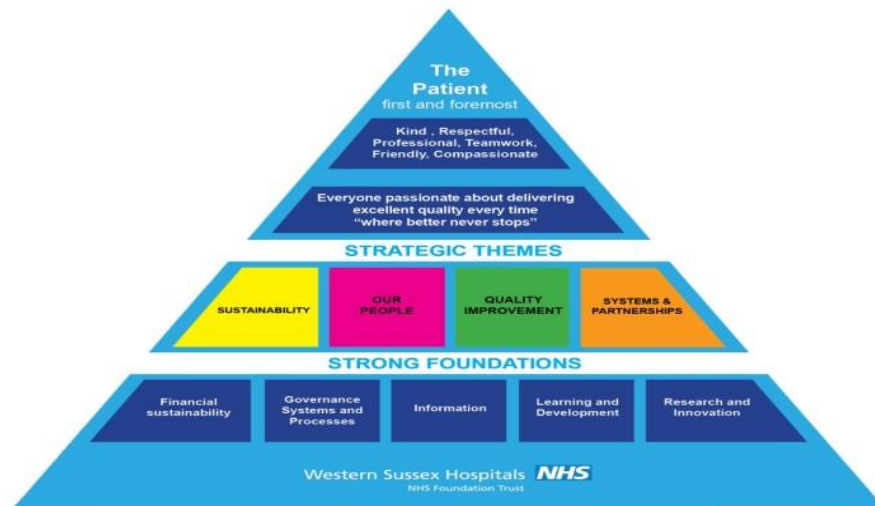 The
Patient
first and foremost
Kind , Respectful,
Professional, Teamwork,
Friendly, Compassionate
Everyone passionate about delivering
excellent quality every time
“where better never stops”
STRATEGIC THEMES
SUSTAINABILITY
OUR
PEOPLE
QUALITY
IMPROVEMENT
SYSTEMS &
PARTNERSHIPS
STRONG FOUNDATIONS
Financial
sustainability
Governance
Systems and
Processes
Information
Learning and
Development
Research and
Innovation
Western Sussex Hospitals NHS
NHS Foundation Trust